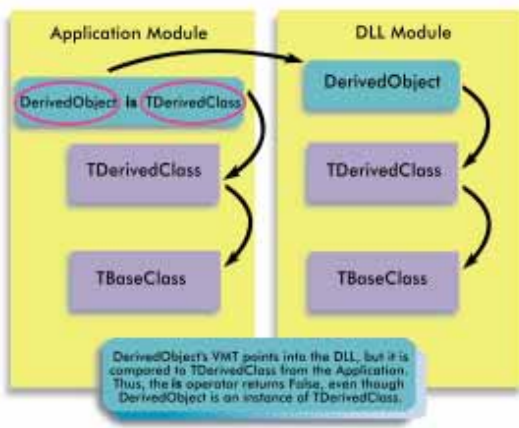 Application Module
DLL Module
DerivedObject is TDerivedClass
DerivedObject
TDerivedClass
TDerivedClass
TBaseClass
TBaseClass
DerivedObject's VMT points into the DLL, but it is
compared to TDerivedClass from the Application.
Thus, the is operator returns False, even though
DerivedObject is an instance of TDerivedClass.